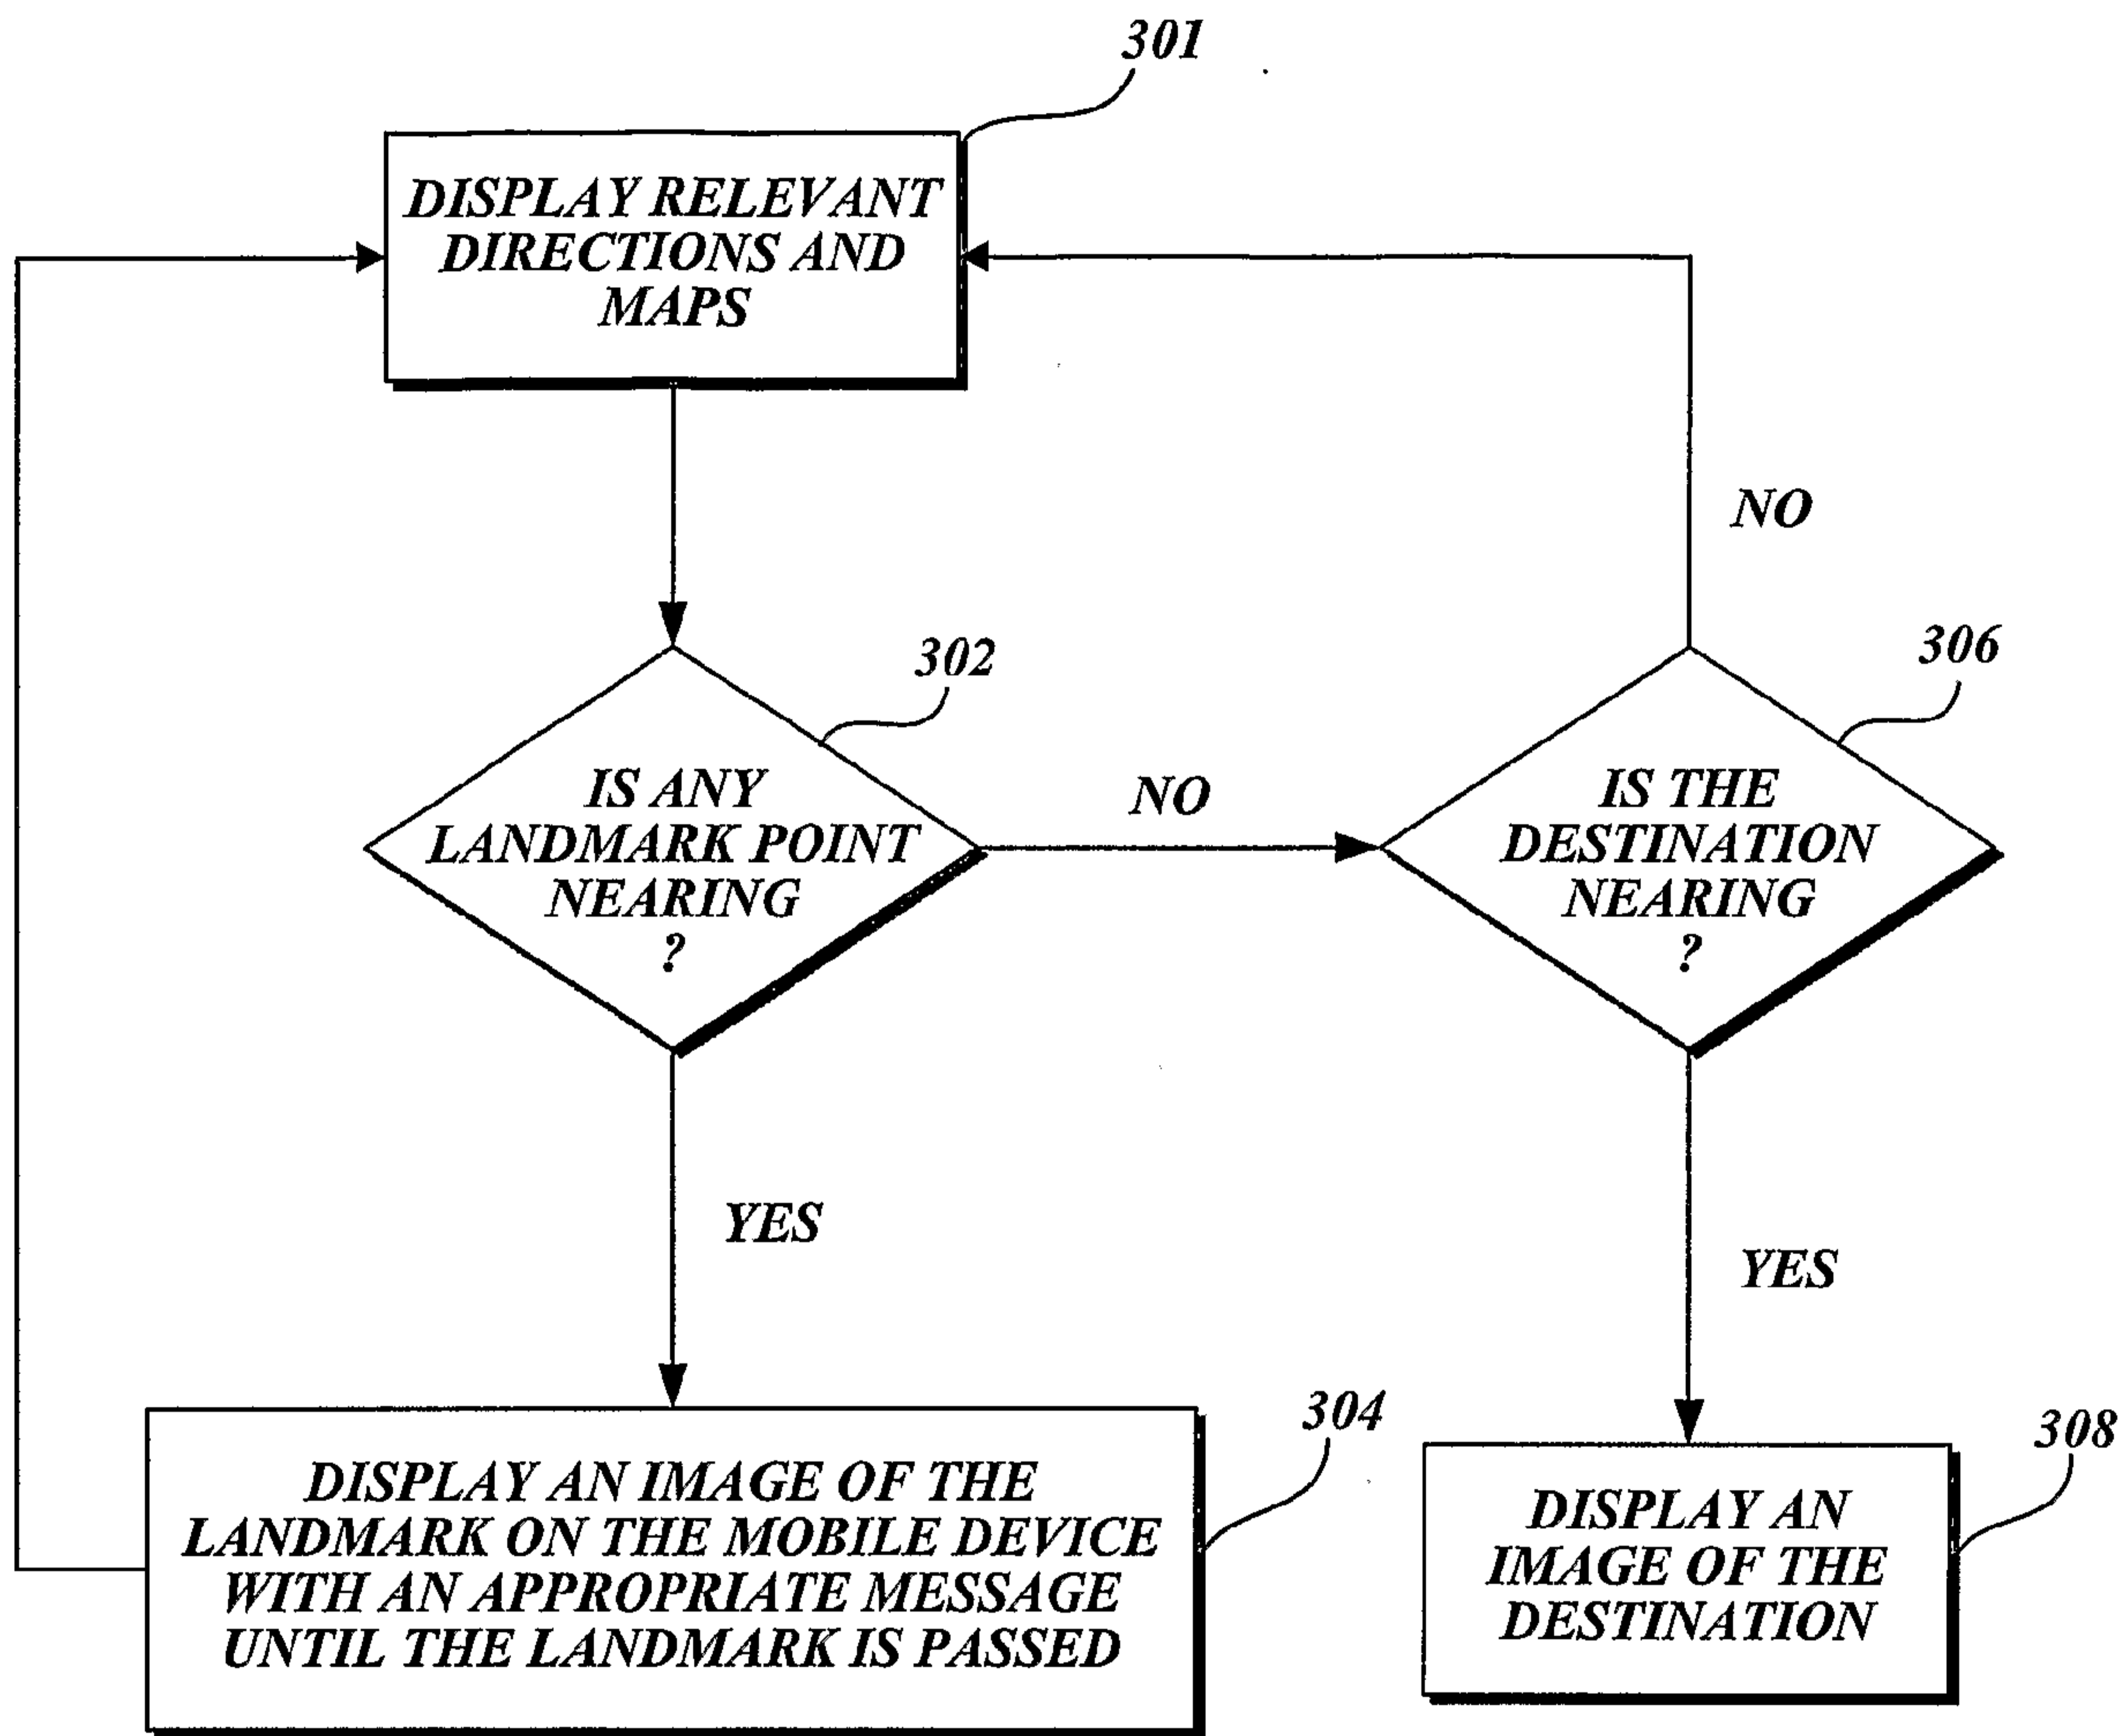 301
DISPLAY RELEVANT
DIRECTIONS AND
MAPS
NO
302
306
IS ANY
LANDMARK POINT
NEARING
?
NO
IS THE
DESTINATION
NEARING
?
YES
YES
304
308
DISPLAY AN IMAGE OF THE
LANDMARK ON THE MOBILE DEVICE
WITH AN APPROPRIATE MESSAGE
UNTIL THE LANDMARK IS PASSED
DISPLAY AN
IMAGE OF THE
DESTINATION